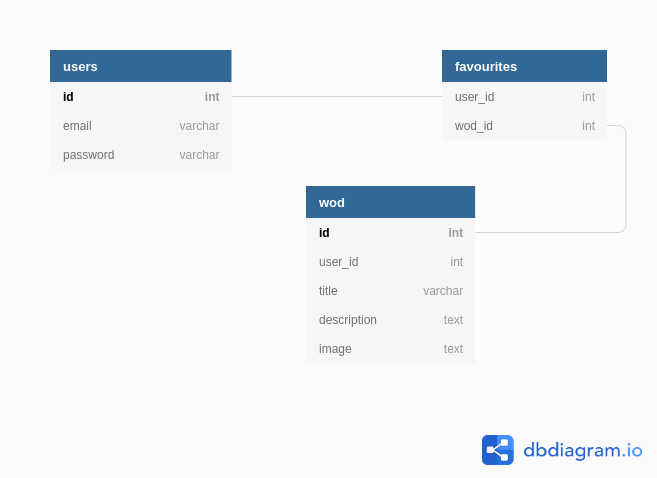 users
id int
email varchar
password varchar
favourites
user_id int
wod_id int
wod
id int
user_id int
title varchar
description text
image text
dbdiagram.io